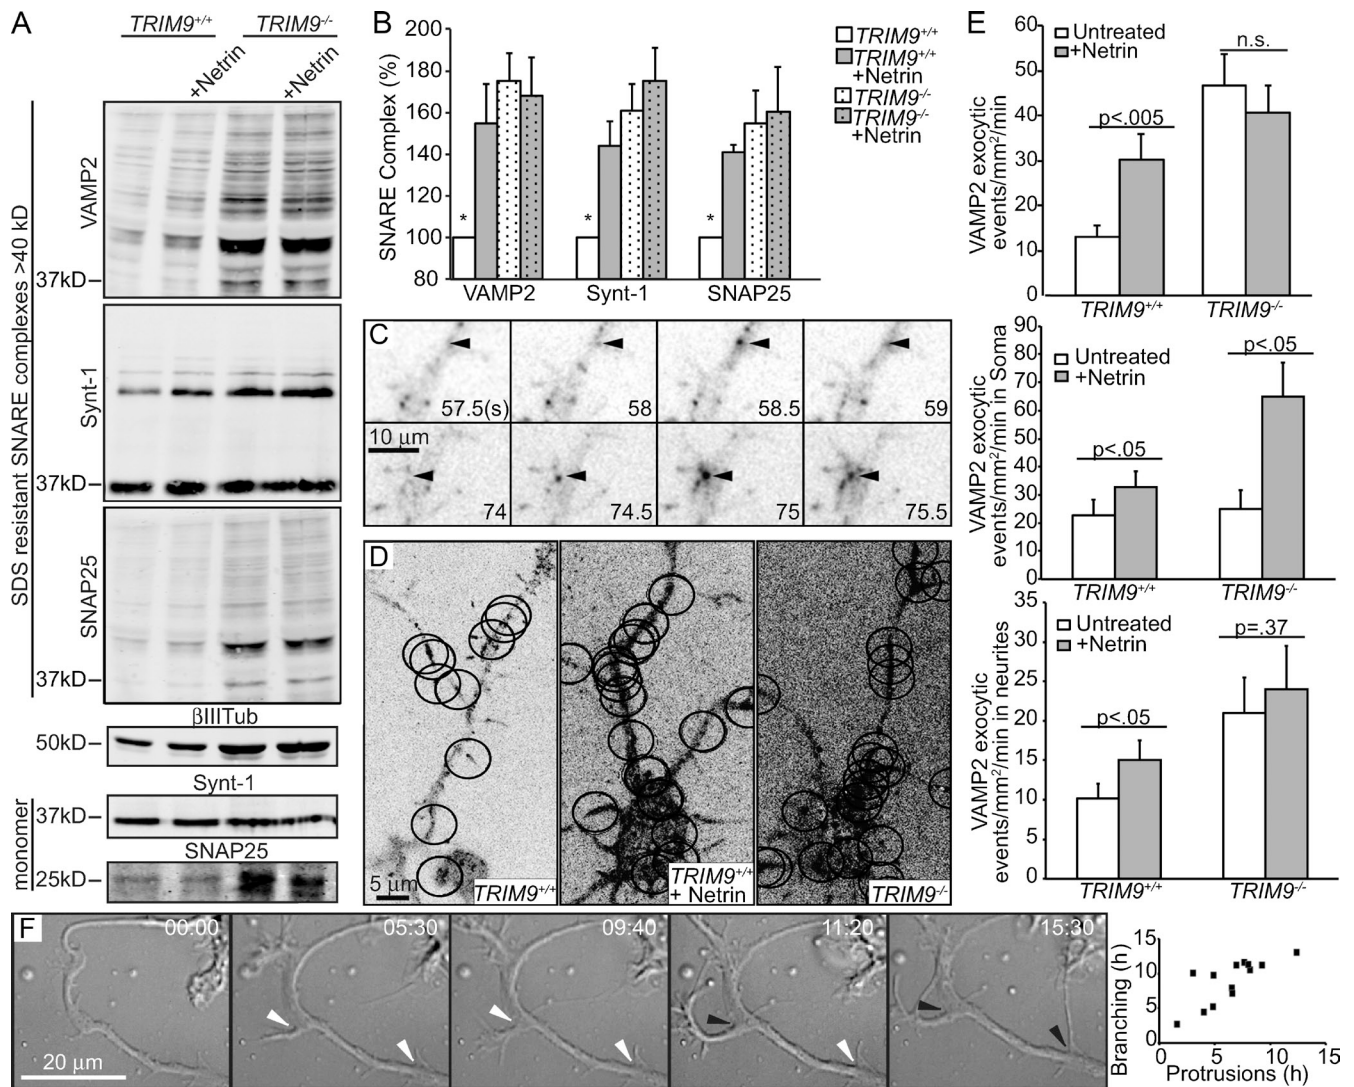 A
TRIM9+/+ TRIM9-/-
+Netrin +Netrin
SDS resistant SNARE complexes >40 kD
VAMP2
37kD
Synt-1
37kD
SNAP25
37kD
βIIITub
50kD
Synt-1
monomer
37kD
SNAP25
25kD
B
SNARE Complex (%)
200
180
160
140
120
100
80
* * *
VAMP2 Synt-1 SNAP25
TRIM9+/+
TRIM9+/+
+Netrin
TRIM9-/-
TRIM9-/-
+Netrin
C
57.5(s) 58 58.5 59
10 µm
74 74.5 75 75.5
D
5 µm
TRIM9+/+
TRIM9+/+
+ Netrin
TRIM9-/-
E
VAMP2 exocytic
events/mm2/min
60
50
40
30
20
10
0
Untreated
+Netrin
n.s.
p<.005
TRIM9+/+ TRIM9-/-
VAMP2 exocytic
events/mm2/min in Soma
90
80
70
60
50
40
30
20
10
0
Untreated
+Netrin
p<.05
p<.05
TRIM9+/+ TRIM9-/-
VAMP2 exocytic
events/mm2/min in neurites
35
30
25
20
15
10
5
0
Untreated
+Netrin
p=.37
p<.05
TRIM9+/+ TRIM9-/-
F
00:00 05:30 09:40 11:20 15:30
20 µm
Branching (h)
15
10
5
0
0 5 10 15
Protrusions (h)